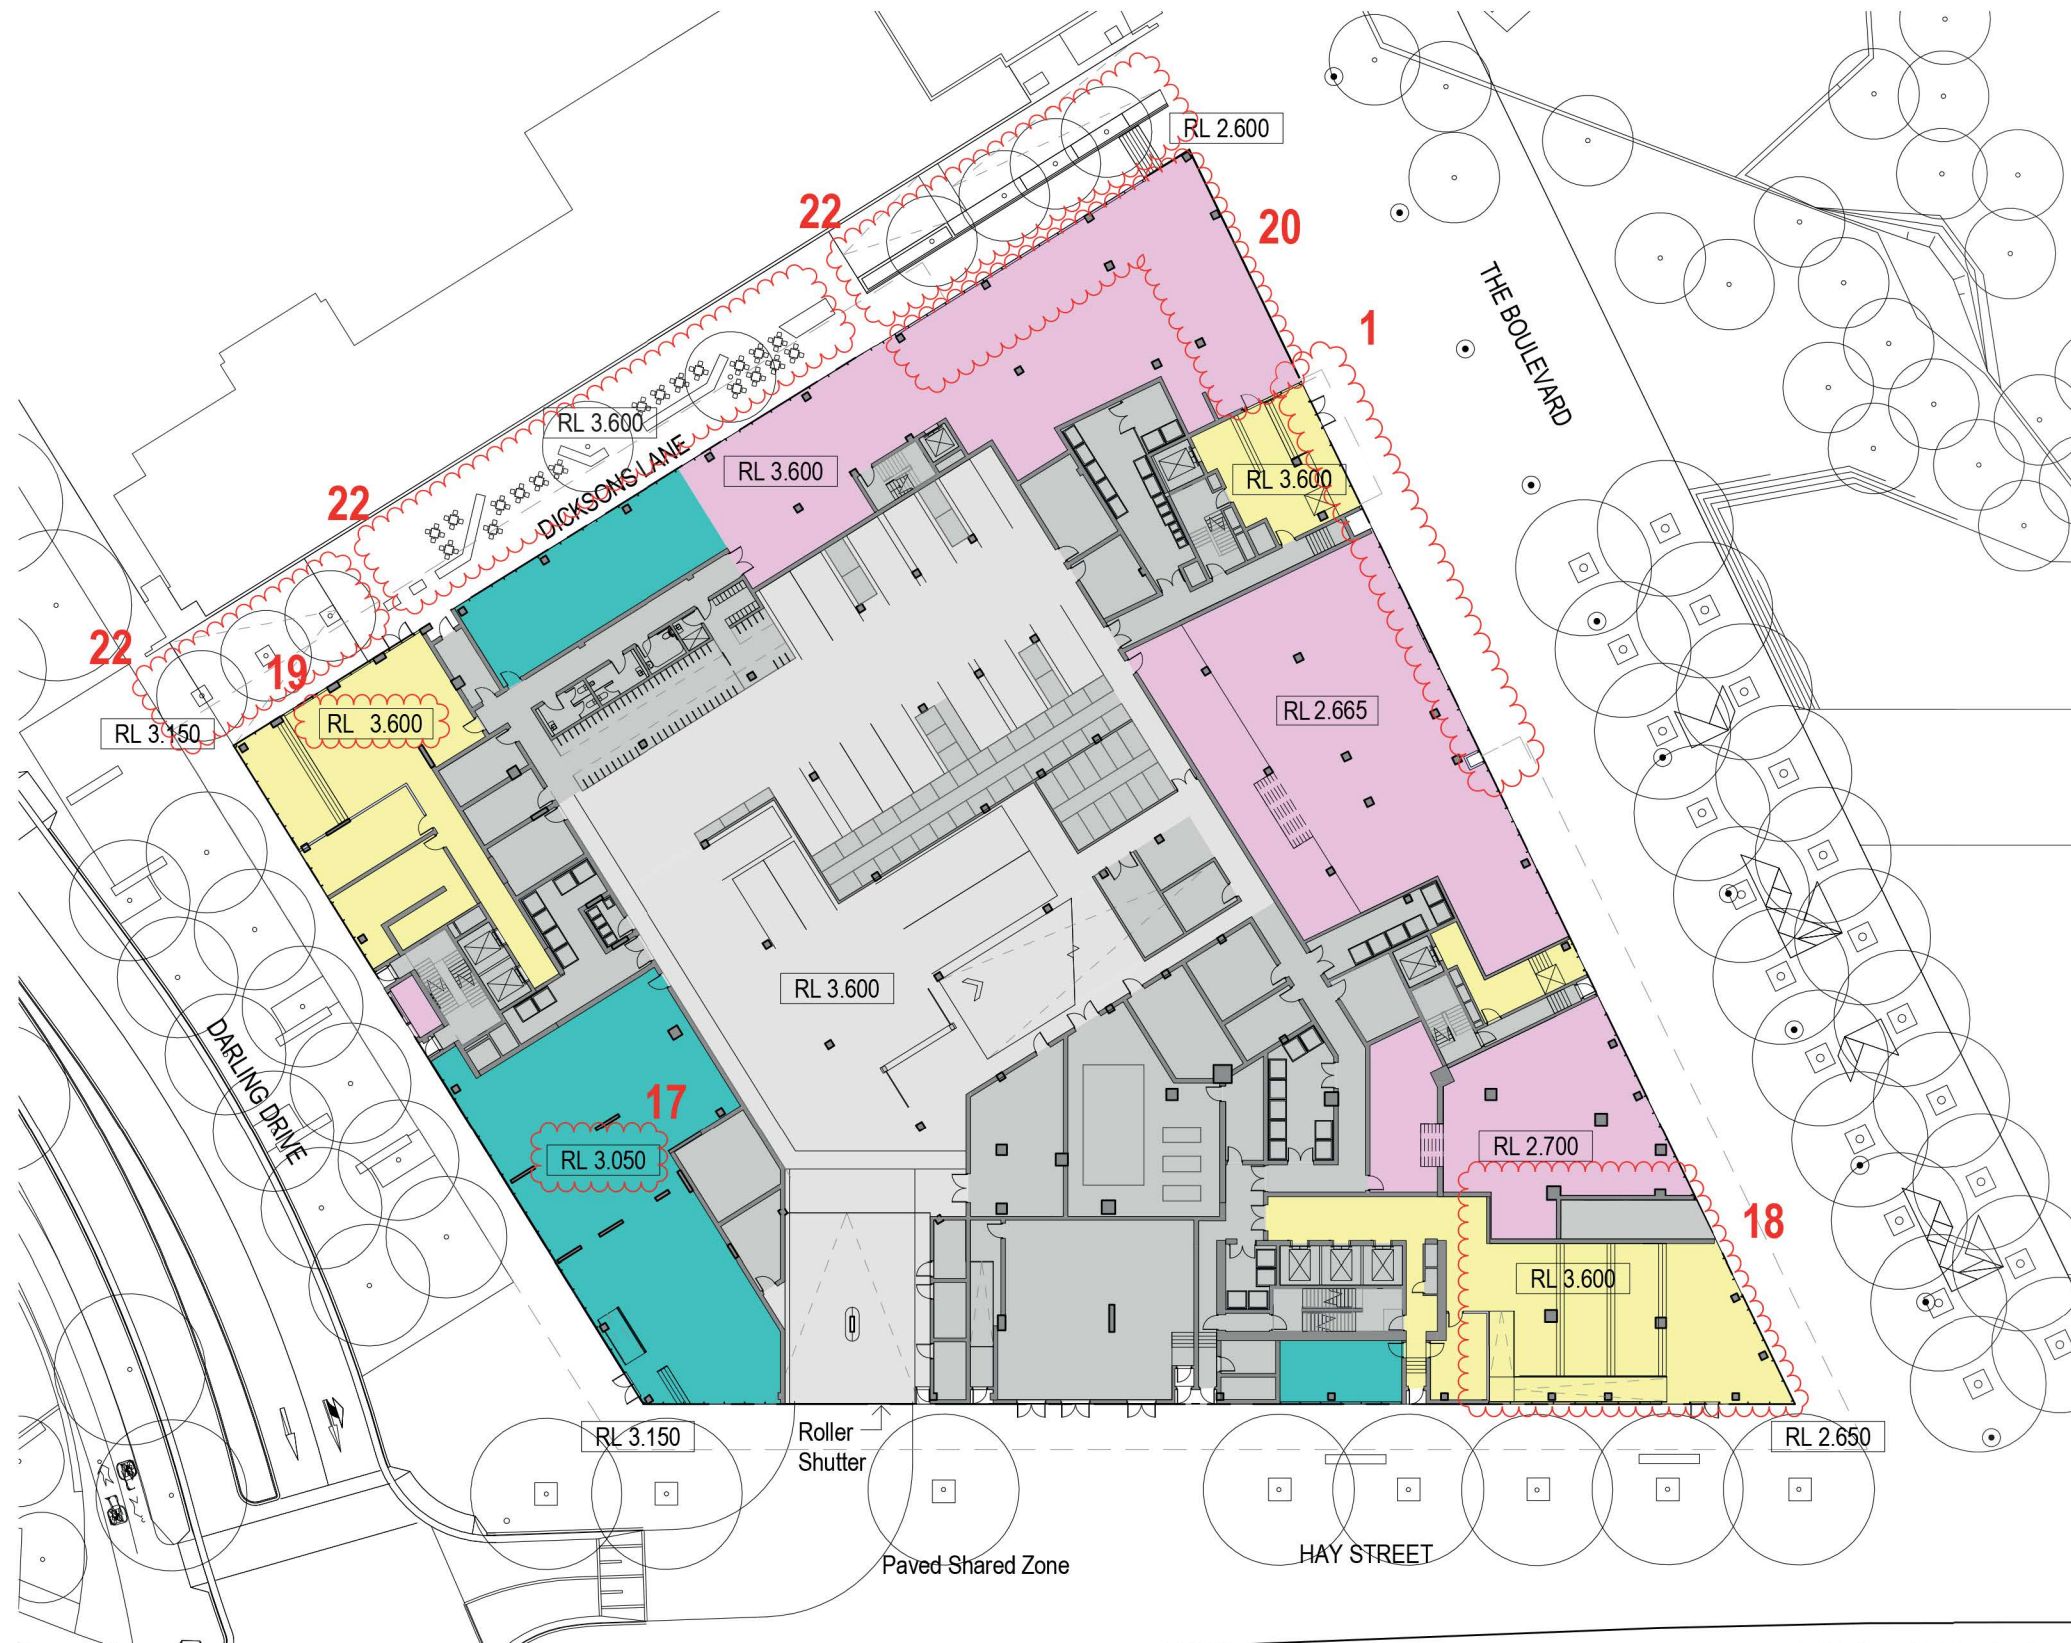 RL 2.600
22
20
THE BOULEVARD
1
RL 3.600
DICKSONS LANE
RL 3.600
RL 3.600
22
22
19
RL 3.600
RL 3.150
RL 2.665
RL 3.600
DARLING DRIVE
17
RL 3.050
RL 2.700
18
RL 3.600
RL 3.150
Roller
Shutter
RL 2.650
Paved Shared Zone
HAY STREET